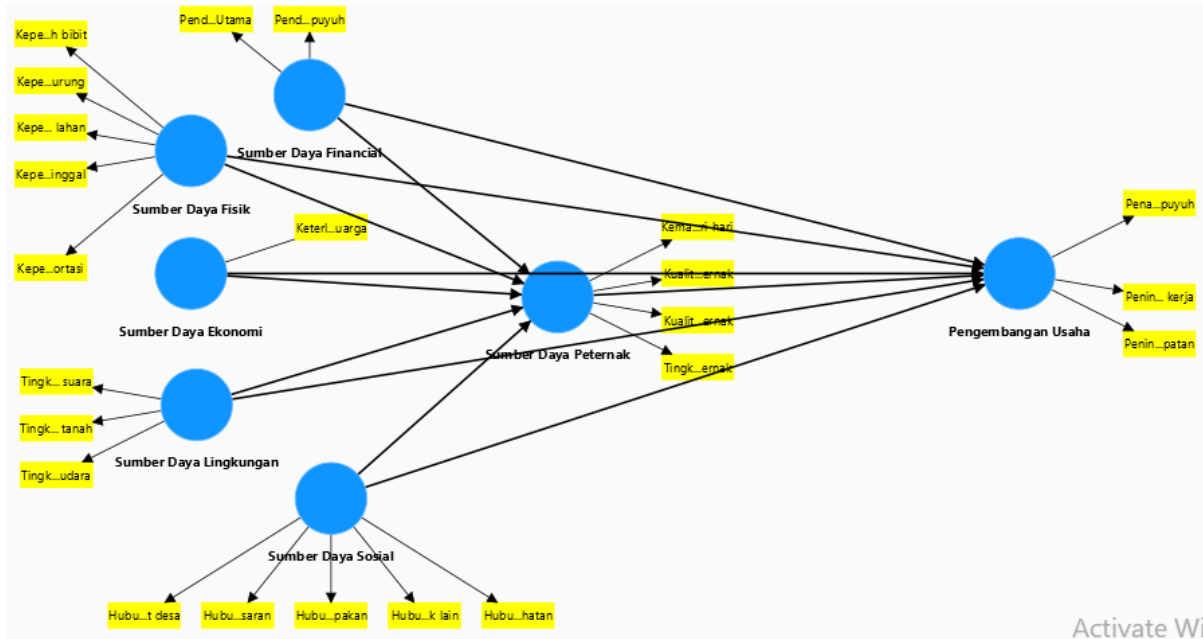 Pend...Utama
Pend...puyuh
Kepe...h bibit
Kepe...urung
Kepe... lahan
Kepe...inggal
Kepe...ortasi
Sumber Daya Financial
Sumber Daya Fisik
Keterl...uarga
Sumber Daya Ekonomi
Kema...ri hari
Kualit...ernak
Kualit...ernak
Tingk...ernak
Sumber Daya Peternak
Pena...puyuh
Penin... kerja
Penin...patan
Pengembangan Usaha
Tingk... suara
Tingk... tanah
Tingk...udara
Sumber Daya Lingkungan
Sumber Daya Sosial
Hubu...t desa
Hubu...saran
Hubu...pakan
Hubu...k lain
Hubu...hatan
Activate Wi